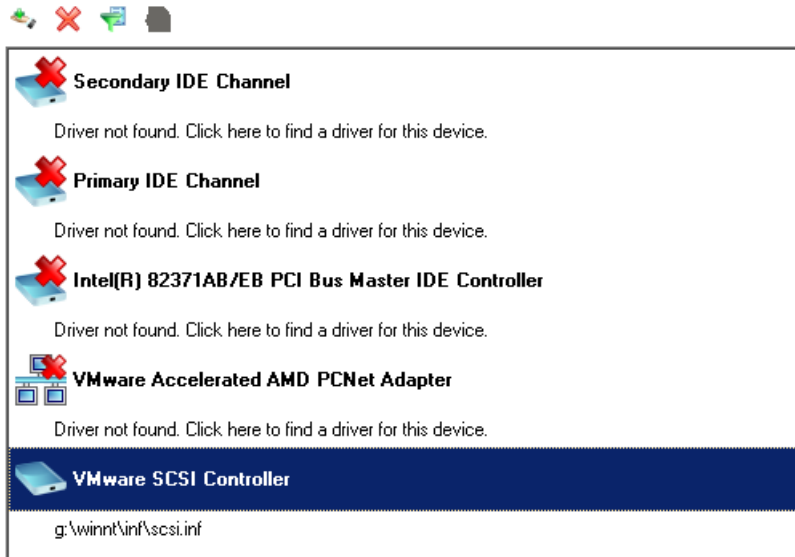 Secondary IDE Channel
Driver not found. Click here to find a driver for this device.
Primary IDE Channel
Driver not found. Click here to find a driver for this device.
Intel(R) 82371AB/EB PCI Bus Master IDE Controller
Driver not found. Click here to find a driver for this device.
VMware Accelerated AMD PCNet Adapter
Driver not found. Click here to find a driver for this device.
VMware SCSI Controller
g:\winnt\inf\scsi.inf